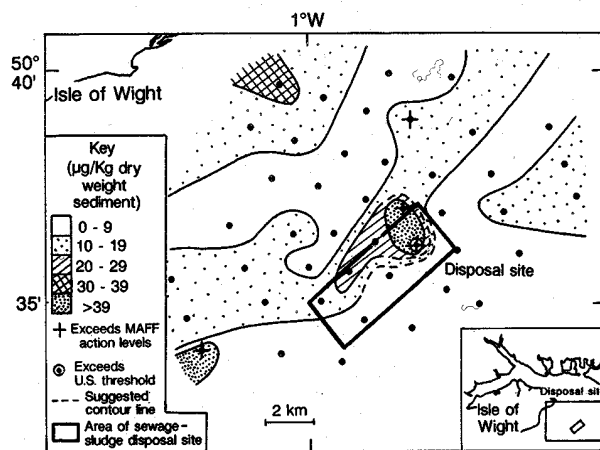 1°W
50°
40'
Isle of Wight
Key
(µg/Kg dry
weight
sediment)
0 - 9
10 - 19
20 - 29
30 - 39
>39
Exceeds MAFF
action levels
Exceeds
U.S. threshold
Suggested
contour line
Area of sewage-
sludge disposal site
35'
Disposal site
2 km
Disposal site
Isle of
Wight